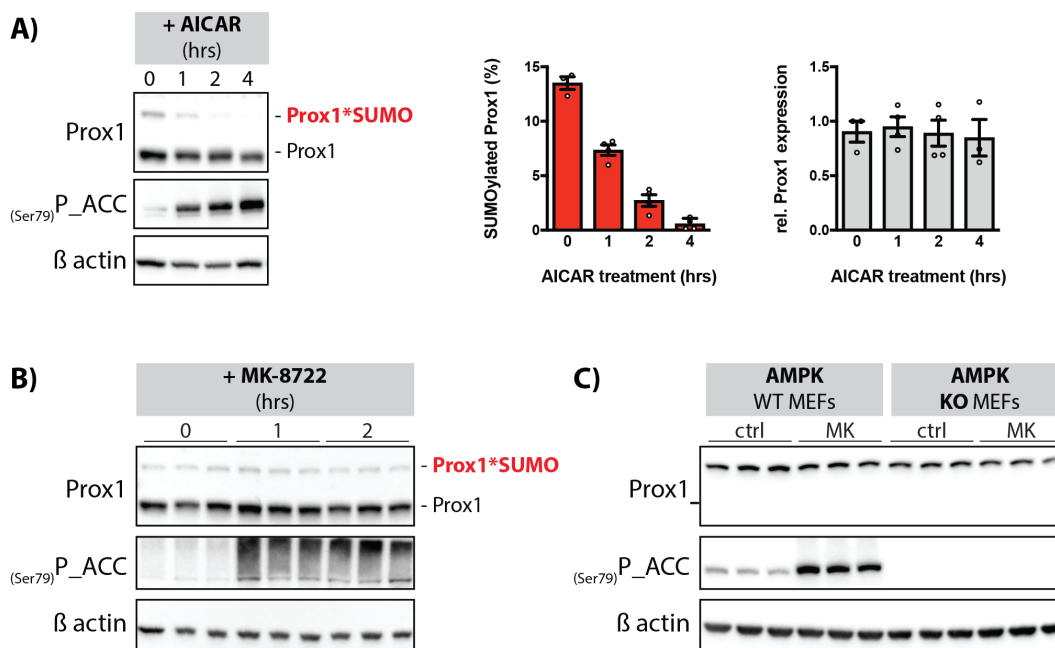 A)
+ AICAR
(hrs)
0 1 2 4
Prox1
- Prox1*SUMO
- Prox1
(Ser79)P_ACC
ß actin
SUMOylated Prox1 (%)
15
10
5
0
0 1 2 4
AICAR treatment (hrs)
rel. Prox1 expression
1.5
1.0
0.5
0.0
0 1 2 4
AICAR treatment (hrs)
B)
+ MK-8722
(hrs)
0 1 2
Prox1
- Prox1*SUMO
- Prox1
(Ser79)P_ACC
ß actin
C)
AMPK
WT MEFs
AMPK
KO MEFs
ctrl MK ctrl MK
Prox1
(Ser79)P_ACC
ß actin